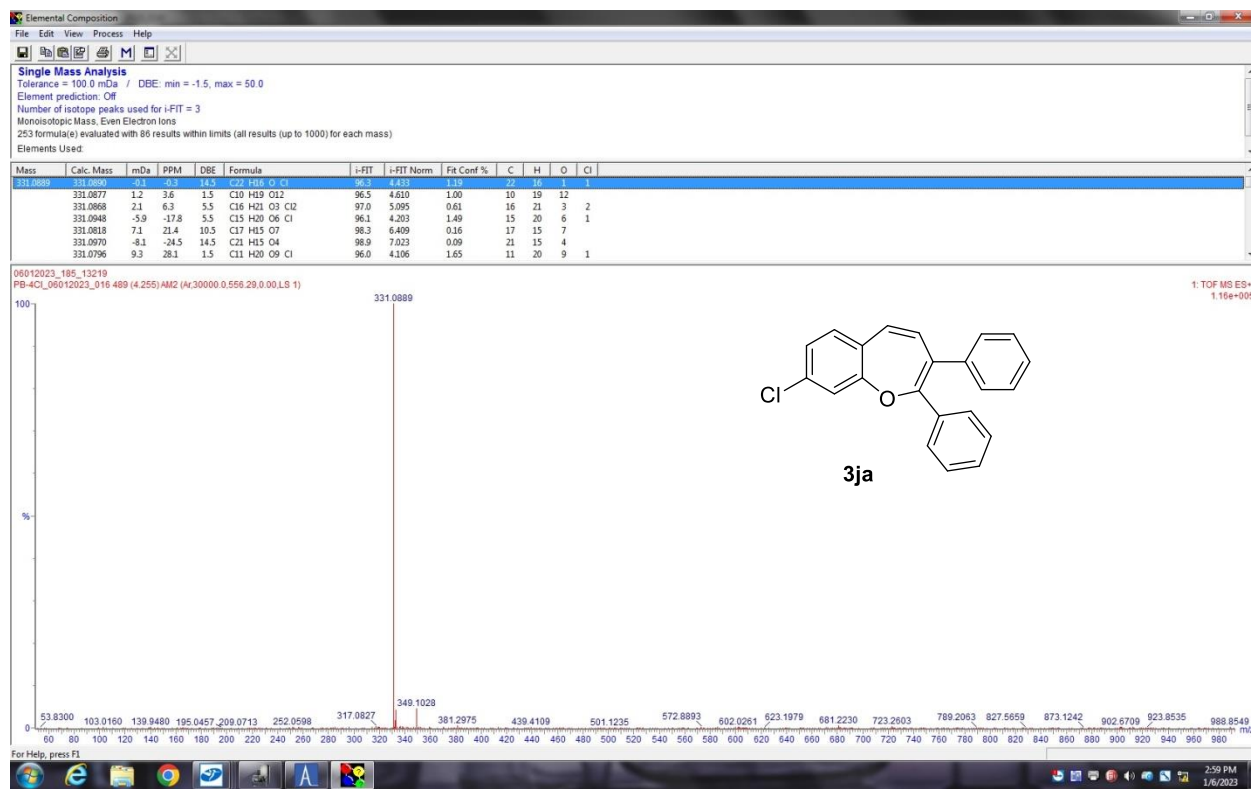 Elemental Composition
File Edit View Process Help
M
Single Mass Analysis
Tolerance = 100.0 mDa / DBE: min = -1.5, max = 50.0
Element prediction: Off
Number of isotope peaks used for i-FIT = 3
Monoisotopic Mass, Even Electron Ions
253 formula(e) evaluated with 86 results within limits (all results (up to 1000) for each mass)
Elements Used:
Mass Calc. Mass mDa PPM DBE Formula i-FIT i-FIT Norm Fit Conf % C H O Cl
331.0889 331.0890 -0.1 -0.3 14.5 C22 H16 O Cl 96.3 4.433 1.19 22 16 1 1
331.0877 1.2 3.6 1.5 C10 H19 O12 96.5 4.610 1.00 10 19 12
331.0868 2.1 6.3 5.5 C16 H21 O3 Cl2 97.0 5.095 0.61 16 21 3 2
331.0948 -5.9 -17.8 5.5 C15 H20 O6 Cl 96.1 4.203 1.49 15 20 6 1
331.0818 7.1 21.4 10.5 C17 H15 O7 98.3 6.409 0.16 17 15 7
331.0970 -8.1 -24.5 14.5 C21 H15 O4 98.9 7.023 0.09 21 15 4
331.0796 9.3 28.1 1.5 C11 H20 O9 Cl 96.0 4.106 1.65 11 20 9 1
06012023_185_13219
PB-4Cl_06012023_016 489 (4.255) AM2 (Ar,30000.0,556.29,0.00,LS 1)
1: TOF MS ES+
1.16e+005
100
331.0889
Cl
O
3ja
%
0
53.8300 103.0160 139.9480 195.0457 209.0713 252.0598 317.0827 349.1028 381.2975 439.4109 501.1235 572.8893 602.0261 623.1979 681.2230 723.2603 789.2063 827.5659 873.1242 902.6709 923.8535 988.8549
m/z
60 80 100 120 140 160 180 200 220 240 260 280 300 320 340 360 380 400 420 440 460 480 500 520 540 560 580 600 620 640 660 680 700 720 740 760 780 800 820 840 860 880 900 920 940 960 980
For Help, press F1
2:59 PM
1/6/2023